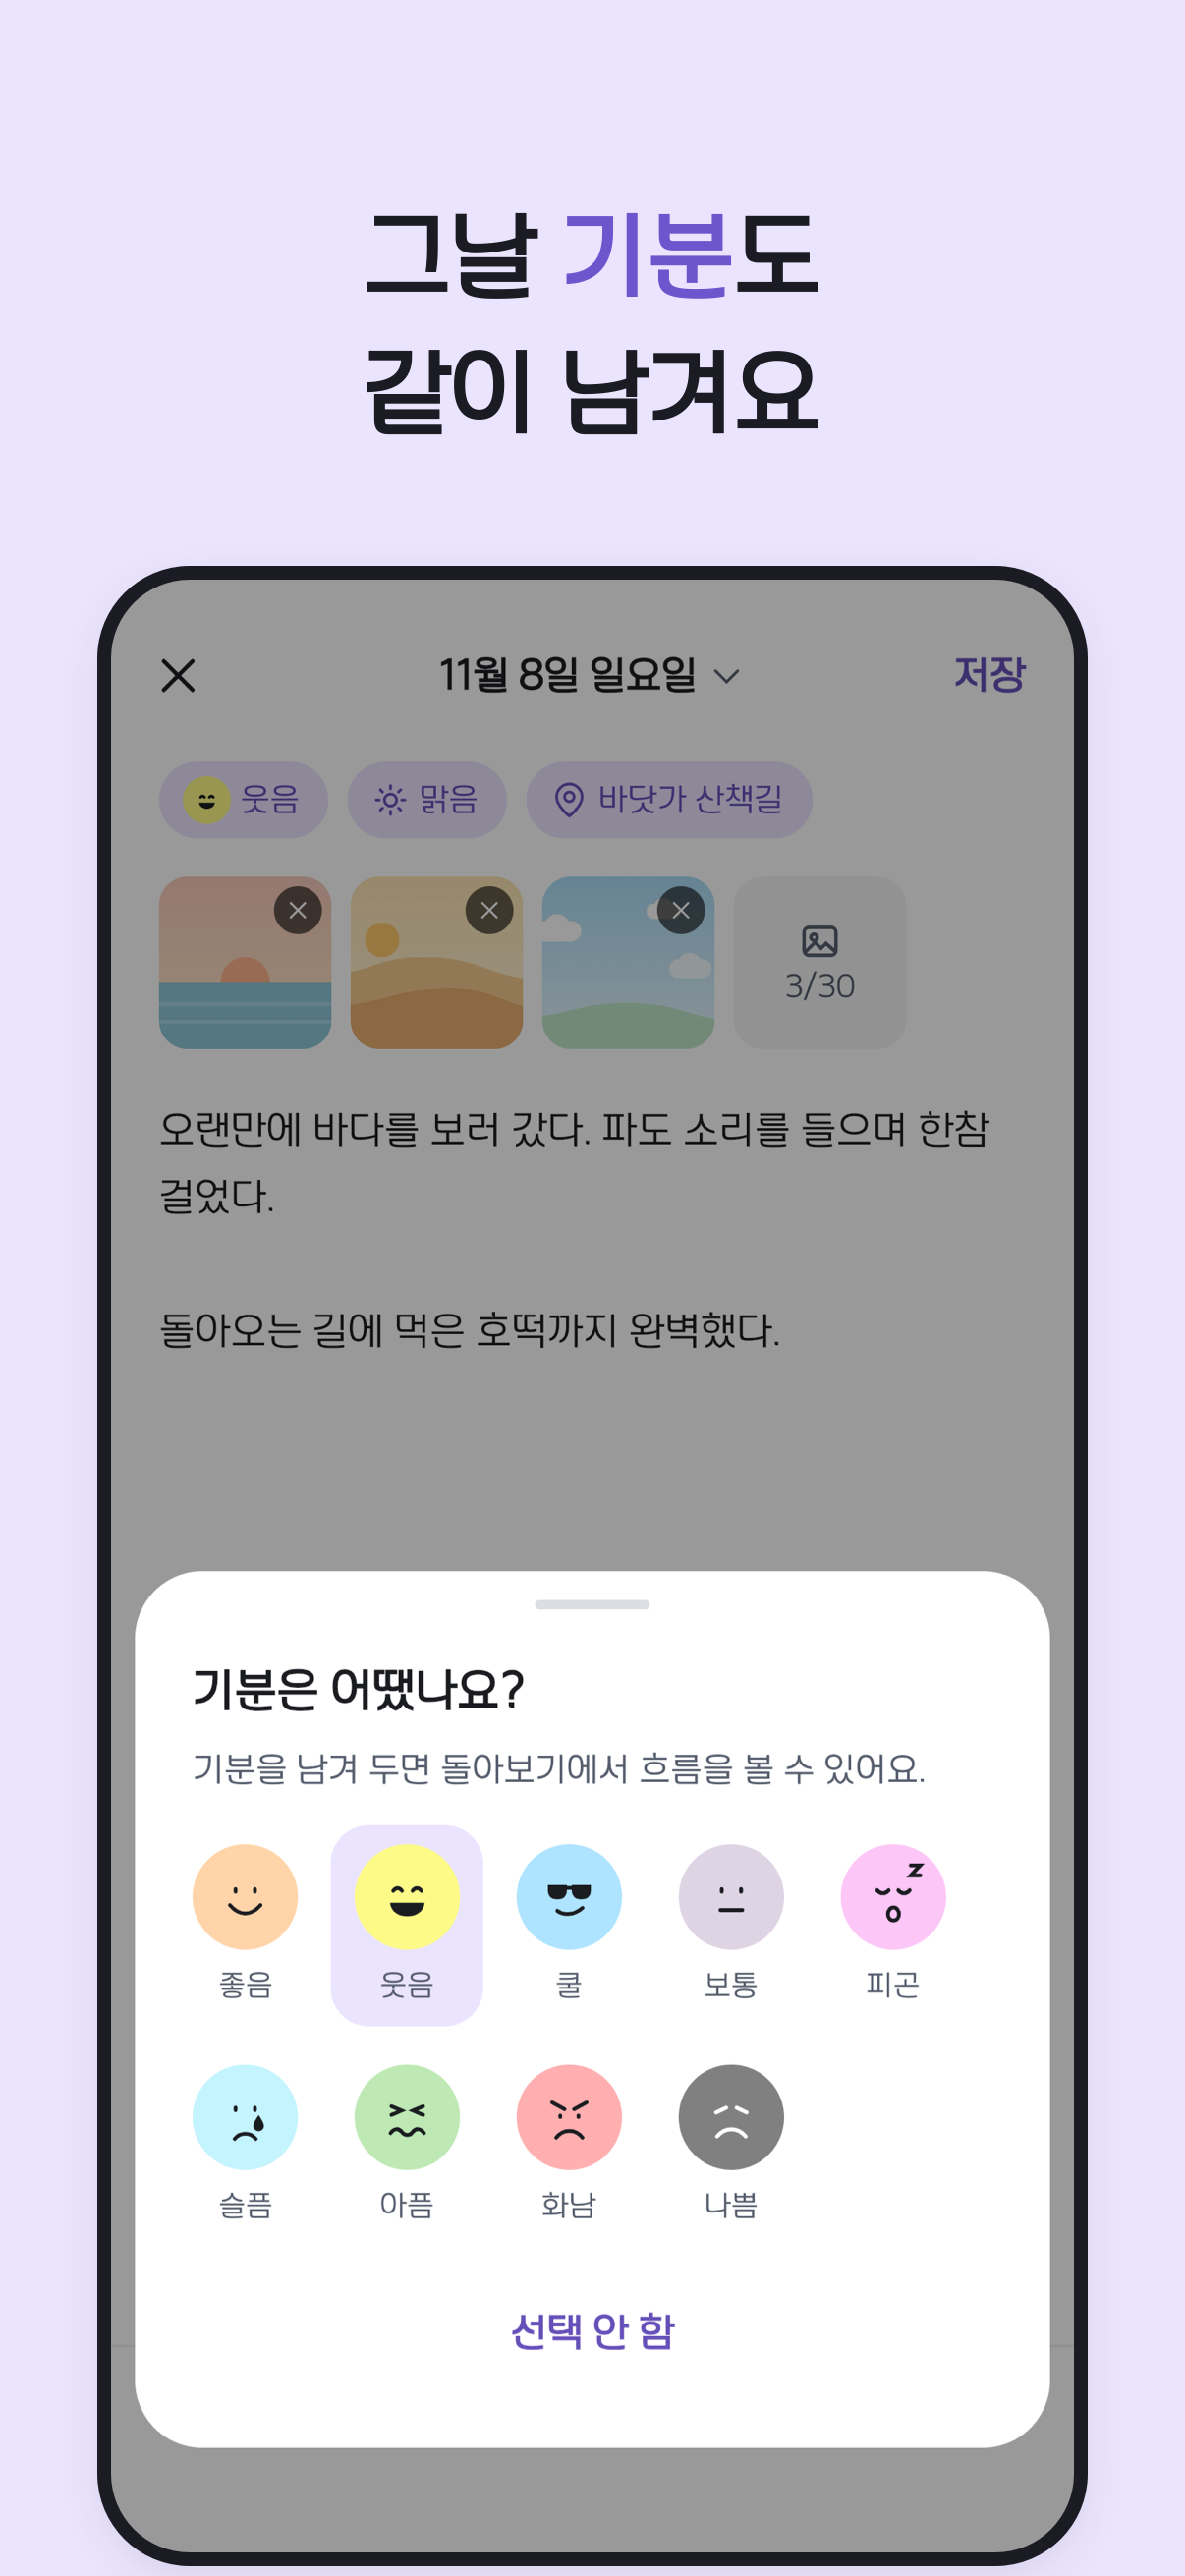 그날 기분도
같이 남겨요
11월 8일 일요일
저장
웃음
맑음
바닷가 산책길
3/30
오랜만에 바다를 보러 갔다. 파도 소리를 들으며 한참
걸었다.
돌아오는 길에 먹은 호떡까지 완벽했다.
기분은 어땠나요?
기분을 남겨 두면 돌아보기에서 흐름을 볼 수 있어요.
좋음
웃음
쿨
보통
피곤
슬픔
아픔
화남
나쁨
선택 안 함